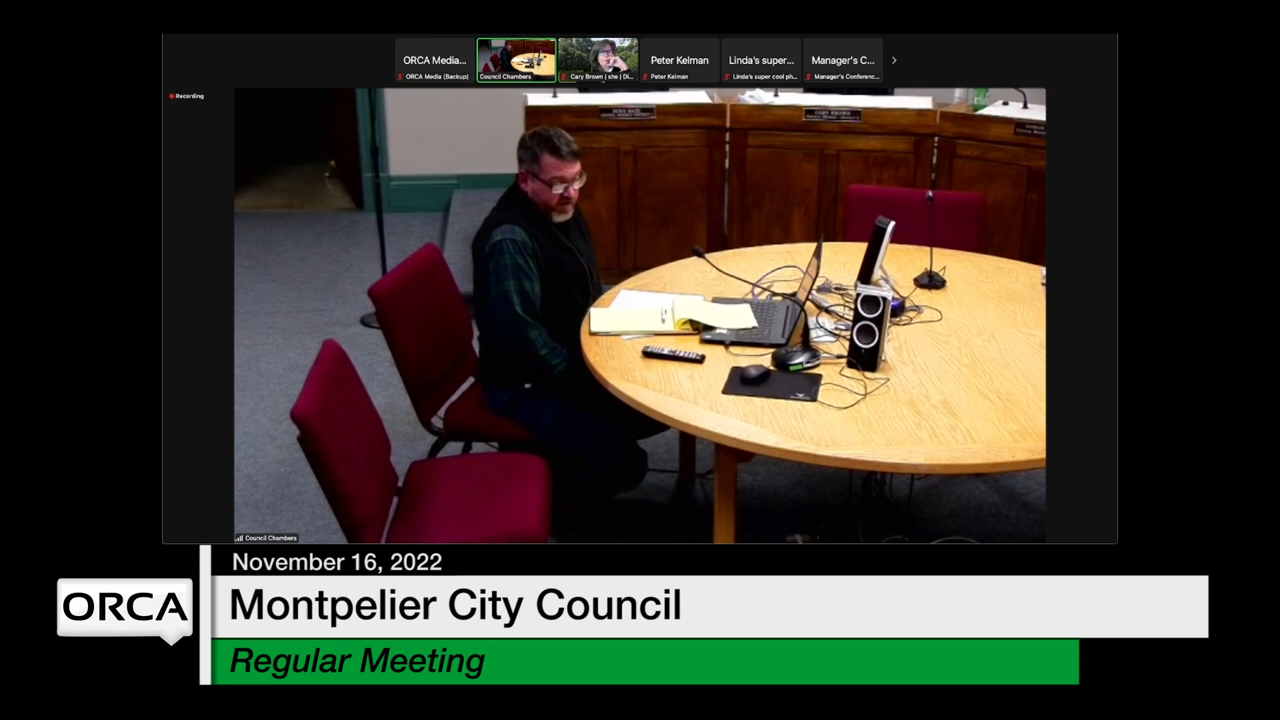 ORCA Media...
Peter Kelman
Linda's super...
Manager's C...
ORCA Media (Backup)
Council Chambers
Cary Brown | she | Di...
Peter Kelman
Linda's super cool ph...
Manager's Conferenc...
Recording
CARY BROWN
Council Chambers
November 16, 2022
ORCA
Montpelier City Council
Regular Meeting